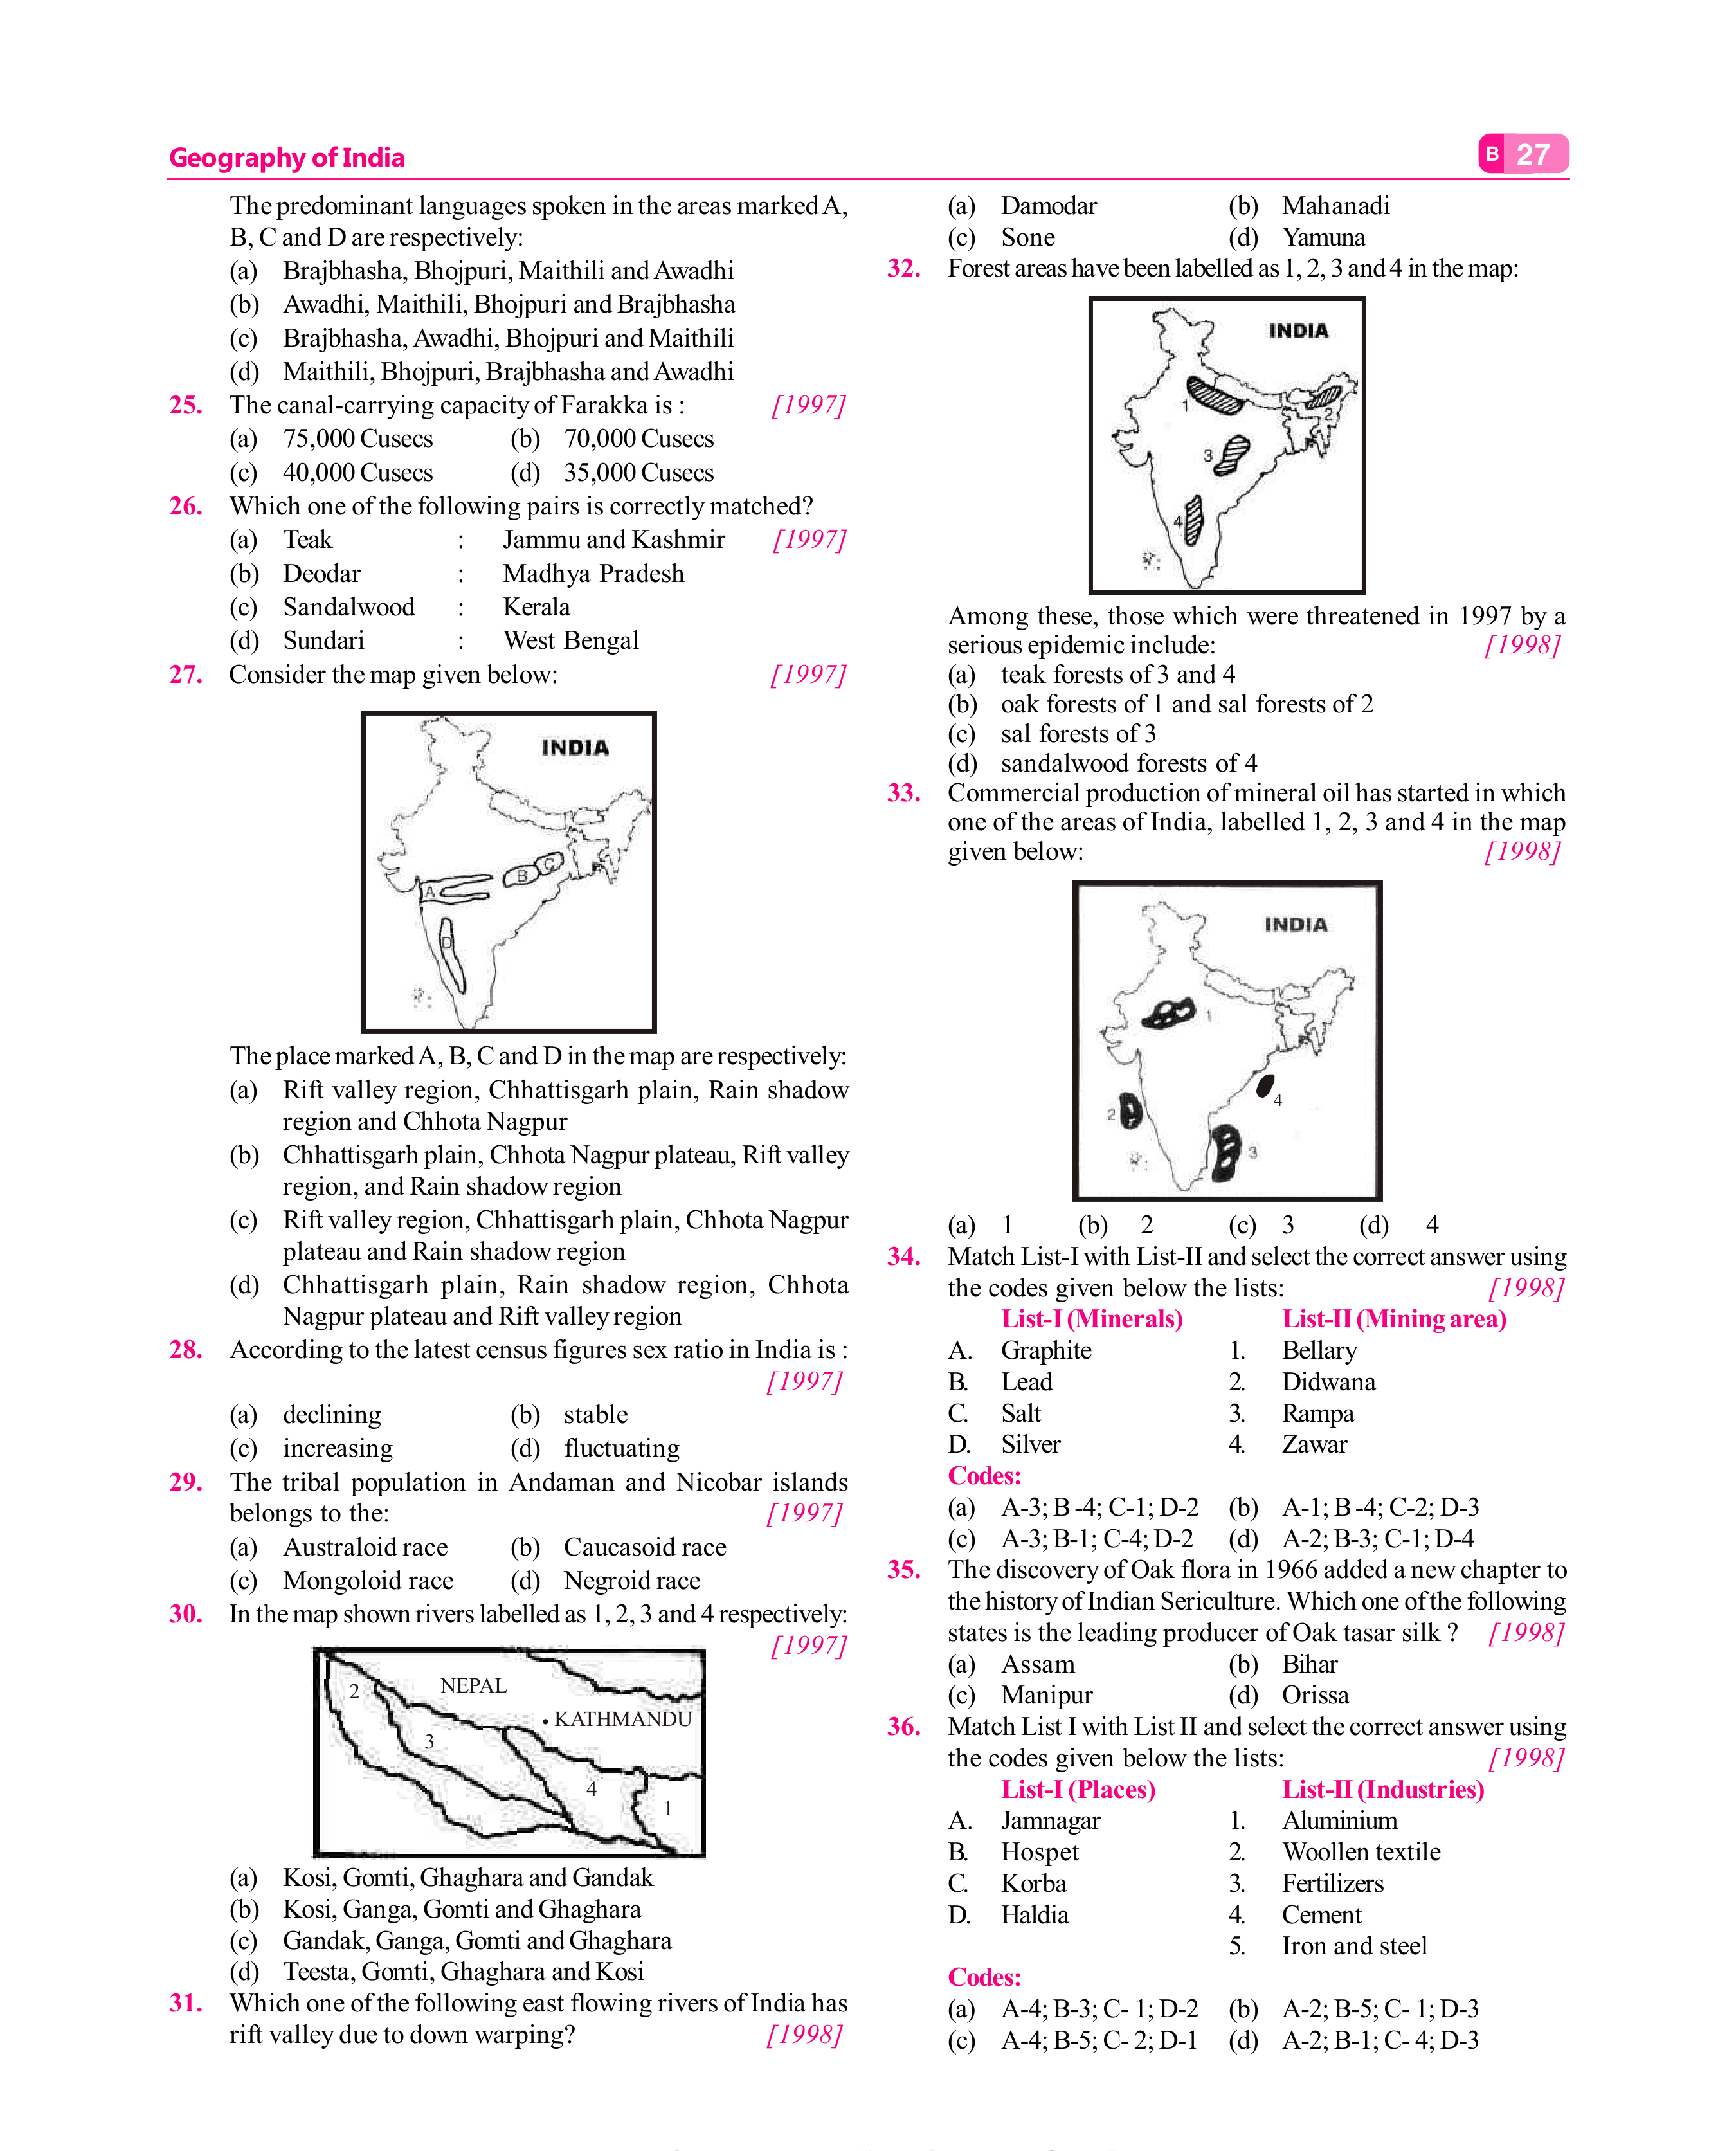 Geography of India
B 27
The predominant languages spoken in the areas marked A,
B, C and D are respectively:
(a) Brajbhasha, Bhojpuri, Maithili and Awadhi
(b) Awadhi, Maithili, Bhojpuri and Brajbhasha
(c) Brajbhasha, Awadhi, Bhojpuri and Maithili
(d) Maithili, Bhojpuri, Brajbhasha and Awadhi
25. The canal-carrying capacity of Farakka is : [1997]
(a) 75,000 Cusecs (b) 70,000 Cusecs
(c) 40,000 Cusecs (d) 35,000 Cusecs
26. Which one of the following pairs is correctly matched?
(a) Teak : Jammu and Kashmir [1997]
(b) Deodar : Madhya Pradesh
(c) Sandalwood : Kerala
(d) Sundari : West Bengal
27. Consider the map given below: [1997]
INDIA
A
B
C
D
The place marked A, B, C and D in the map are respectively:
(a) Rift valley region, Chhattisgarh plain, Rain shadow
region and Chhota Nagpur
(b) Chhattisgarh plain, Chhota Nagpur plateau, Rift valley
region, and Rain shadow region
(c) Rift valley region, Chhattisgarh plain, Chhota Nagpur
plateau and Rain shadow region
(d) Chhattisgarh plain, Rain shadow region, Chhota
Nagpur plateau and Rift valley region
28. According to the latest census figures sex ratio in India is :
[1997]
(a) declining (b) stable
(c) increasing (d) fluctuating
29. The tribal population in Andaman and Nicobar islands
belongs to the: [1997]
(a) Australoid race (b) Caucasoid race
(c) Mongoloid race (d) Negroid race
30. In the map shown rivers labelled as 1, 2, 3 and 4 respectively:
[1997]
NEPAL
2
KATHMANDU
3
4
1
(a) Kosi, Gomti, Ghaghara and Gandak
(b) Kosi, Ganga, Gomti and Ghaghara
(c) Gandak, Ganga, Gomti and Ghaghara
(d) Teesta, Gomti, Ghaghara and Kosi
31. Which one of the following east flowing rivers of India has
rift valley due to down warping? [1998]
(a) Damodar (b) Mahanadi
(c) Sone (d) Yamuna
32. Forest areas have been labelled as 1, 2, 3 and 4 in the map:
INDIA
1
2
3
4
Among these, those which were threatened in 1997 by a
serious epidemic include: [1998]
(a) teak forests of 3 and 4
(b) oak forests of 1 and sal forests of 2
(c) sal forests of 3
(d) sandalwood forests of 4
33. Commercial production of mineral oil has started in which
one of the areas of India, labelled 1, 2, 3 and 4 in the map
given below: [1998]
INDIA
1
4
2
3
(a) 1 (b) 2 (c) 3 (d) 4
34. Match List-I with List-II and select the correct answer using
the codes given below the lists: [1998]
List-I (Minerals) List-II (Mining area)
A. Graphite 1. Bellary
B. Lead 2. Didwana
C. Salt 3. Rampa
D. Silver 4. Zawar
Codes:
(a) A-3; B -4; C-1; D-2 (b) A-1; B -4; C-2; D-3
(c) A-3; B-1; C-4; D-2 (d) A-2; B-3; C-1; D-4
35. The discovery of Oak flora in 1966 added a new chapter to
the history of Indian Sericulture. Which one of the following
states is the leading producer of Oak tasar silk ? [1998]
(a) Assam (b) Bihar
(c) Manipur (d) Orissa
36. Match List I with List II and select the correct answer using
the codes given below the lists: [1998]
List-I (Places) List-II (Industries)
A. Jamnagar 1. Aluminium
B. Hospet 2. Woollen textile
C. Korba 3. Fertilizers
D. Haldia 4. Cement
5. Iron and steel
Codes:
(a) A-4; B-3; C- 1; D-2 (b) A-2; B-5; C- 1; D-3
(c) A-4; B-5; C- 2; D-1 (d) A-2; B-1; C- 4; D-3